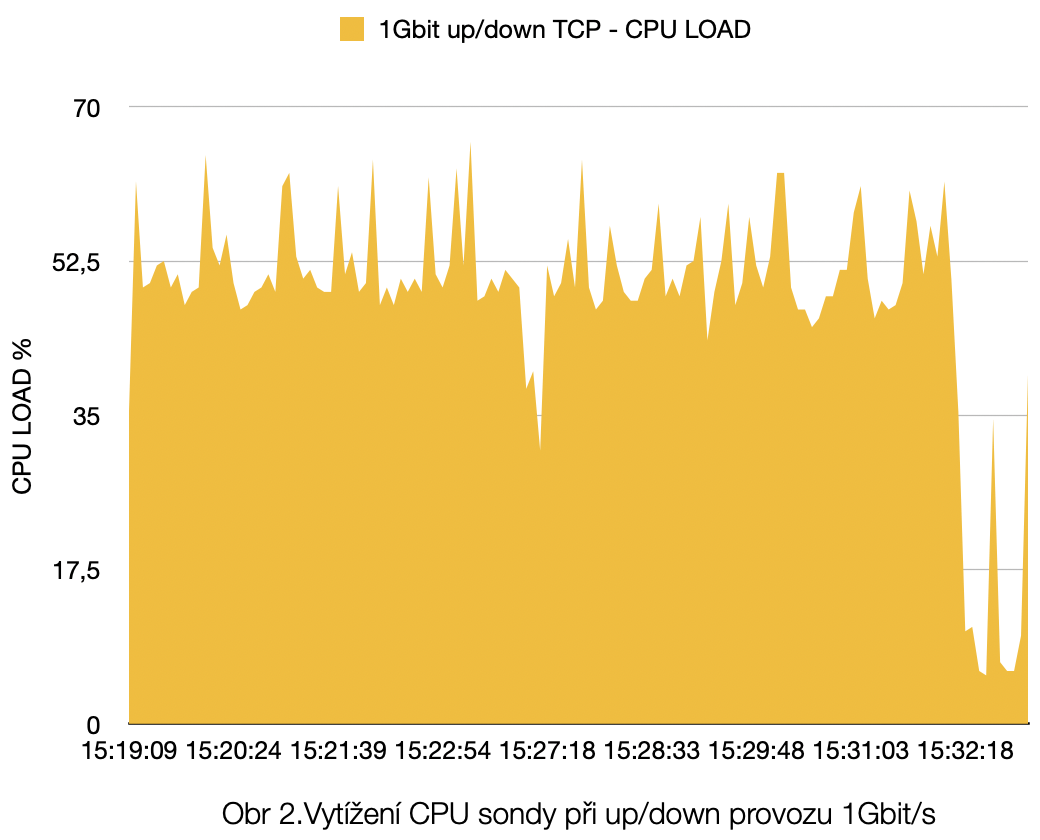 1Gbit up/down TCP - CPU LOAD
70
52,5
35
17,5
0
CPU LOAD %
15:19:09 15:20:24 15:21:39 15:22:54 15:27:18 15:28:33 15:29:48 15:31:03 15:32:18
Obr 2.Vytížení CPU sondy při up/down provozu 1Gbit/s